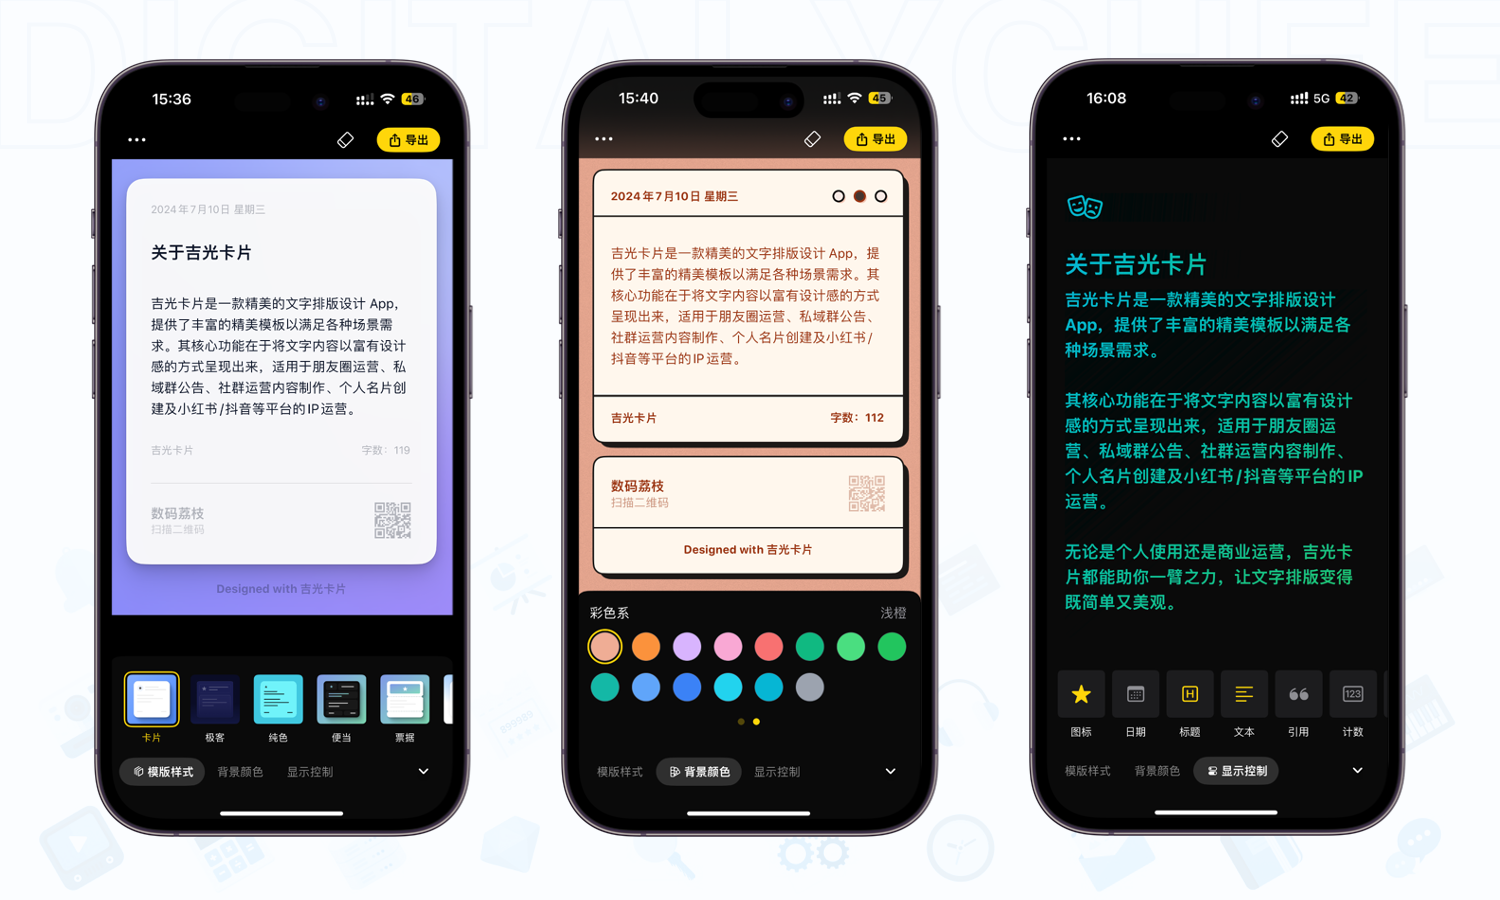 DIGITALYCHEE
15:36
46
导出
2024年7月10日 星期三
关于吉光卡片
吉光卡片是一款精美的文字排版设计 App，
提供了丰富的精美模板以满足各种场景需
求。其核心功能在于将文字内容以富有设计
感的方式呈现出来，适用于朋友圈运营、私
域群公告、社群运营内容制作、个人名片创
建及小红书/抖音等平台的IP运营。
吉光卡片
字数：119
数码荔枝
扫描二维码
Designed with 吉光卡片
卡片
极客
纯色
便当
票据
模版样式
背景颜色
显示控制
15:40
45
导出
2024年7月10日 星期三
吉光卡片是一款精美的文字排版设计 App，提
供了丰富的精美模板以满足各种场景需求。其
核心功能在于将文字内容以富有设计感的方式
呈现出来，适用于朋友圈运营、私域群公告、
社群运营内容制作、个人名片创建及小红书/
抖音等平台的IP运营。
吉光卡片
字数：112
数码荔枝
扫描二维码
Designed with 吉光卡片
彩色系
浅橙
模版样式
背景颜色
显示控制
16:08
5G
42
导出
关于吉光卡片
吉光卡片是一款精美的文字排版设计
App，提供了丰富的精美模板以满足各
种场景需求。
其核心功能在于将文字内容以富有设计
感的方式呈现出来，适用于朋友圈运
营、私域群公告、社群运营内容制作、
个人名片创建及小红书/抖音等平台的IP
运营。
无论是个人使用还是商业运营，吉光卡
片都能助你一臂之力，让文字排版变得
既简单又美观。
H
123
图标
日期
标题
文本
引用
计数
模版样式
背景颜色
显示控制